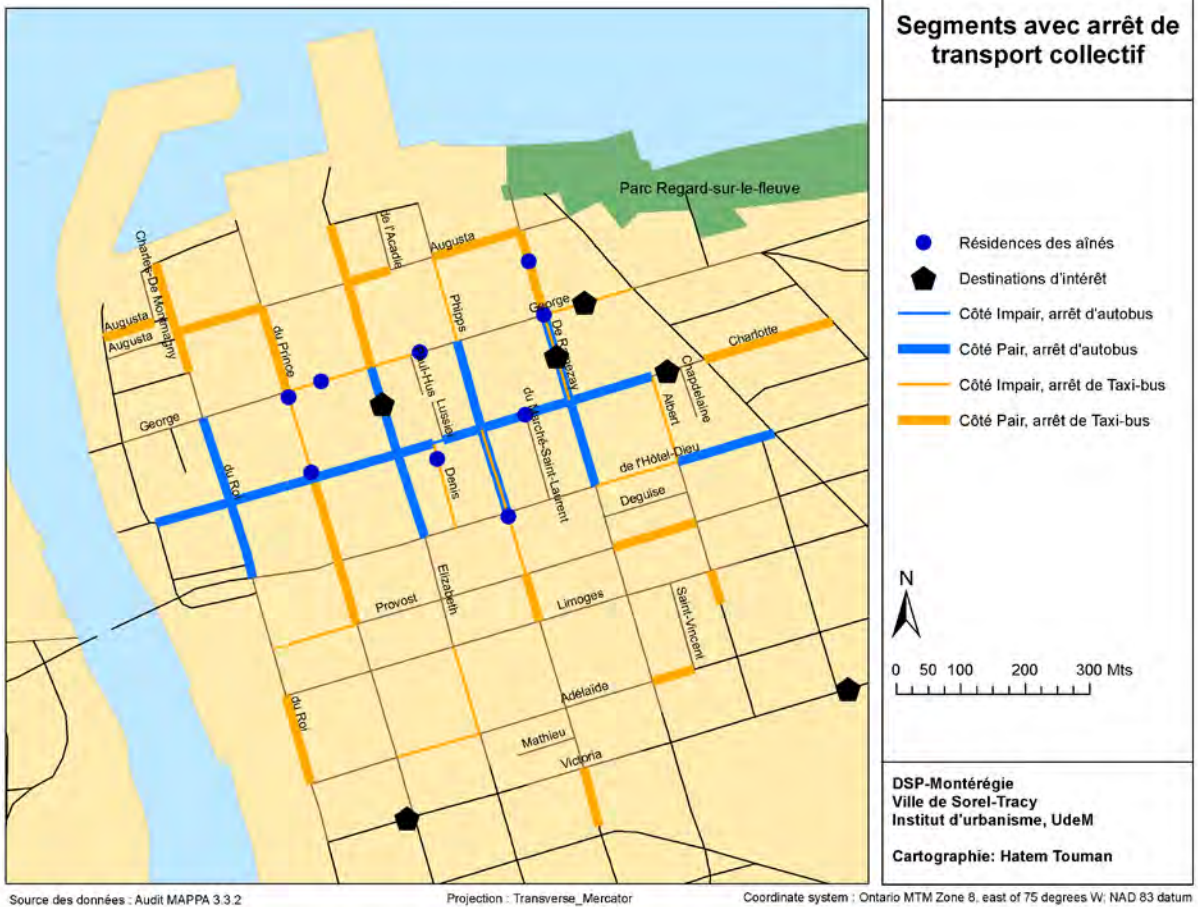 Segments avec arrêt de
transport collectif
Parc Regard-sur-le-fleuve
de l'Acadie
Augusta
Charles-De Montmagny
Augusta
Augusta
du Prince
Phipps
George
De Ramezay
Charlotte
Chapdelaine
Albert
Lussier
du Marché-Saint-Laurent
George
du Roi
Denis
de l'Hôtel-Dieu
Deguise
Elizabeth
Provost
Limoges
Saint-Vincent
Adélaïde
du Roi
Mathieu
Victoria
Résidences des aînés
Destinations d'intérêt
Côté Impair, arrêt d'autobus
Côté Pair, arrêt d'autobus
Côté Impair, arrêt de Taxi-bus
Côté Pair, arrêt de Taxi-bus
N
0 50 100 200 300 Mts
DSP-Montérégie
Ville de Sorel-Tracy
Institut d'urbanisme, UdeM
Cartographie: Hatem Touman
Source des données : Audit MAPPA 3.3.2
Projection : Transverse_Mercator
Coordinate system : Ontario MTM Zone 8, east of 75 degrees W; NAD 83 datum